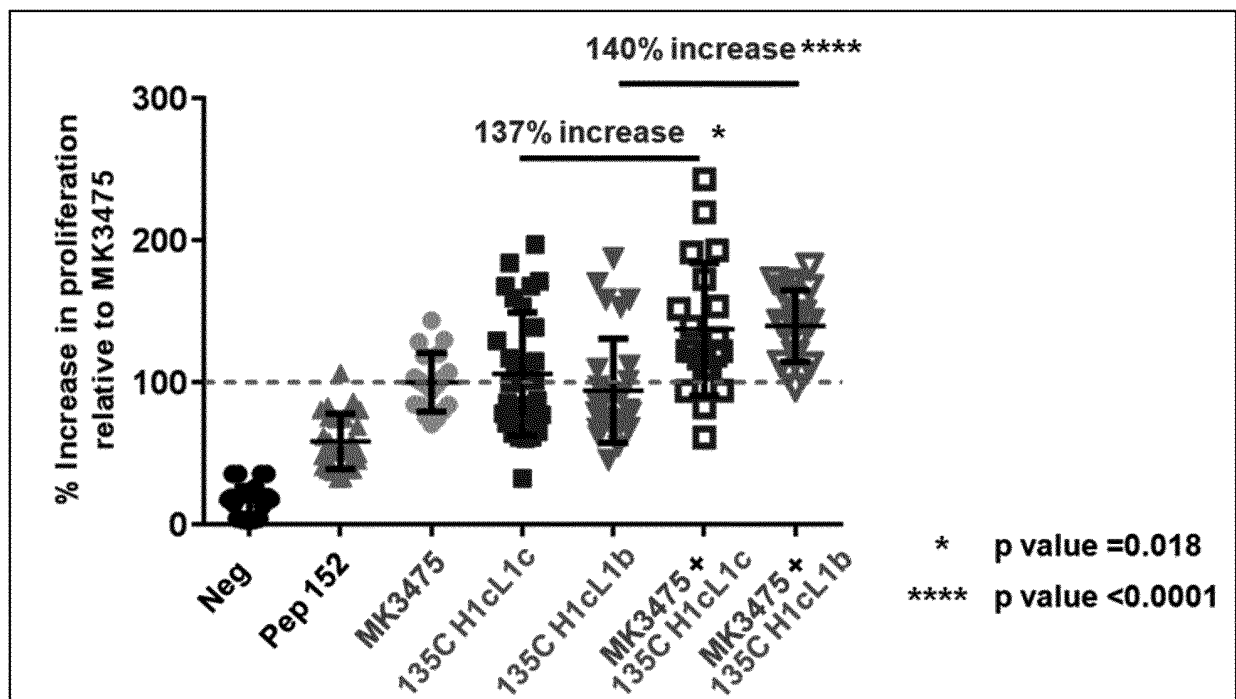 140% increase ****
300
137% increase *
% Increase in proliferation
relative to MK3475
200
100
0
Neg
Pep 152
MK3475
135C H1cL1c
135C H1cL1b
MK3475 +
135C H1cL1c
MK3475 +
135C H1cL1b
* p value =0.018
**** p value <0.0001